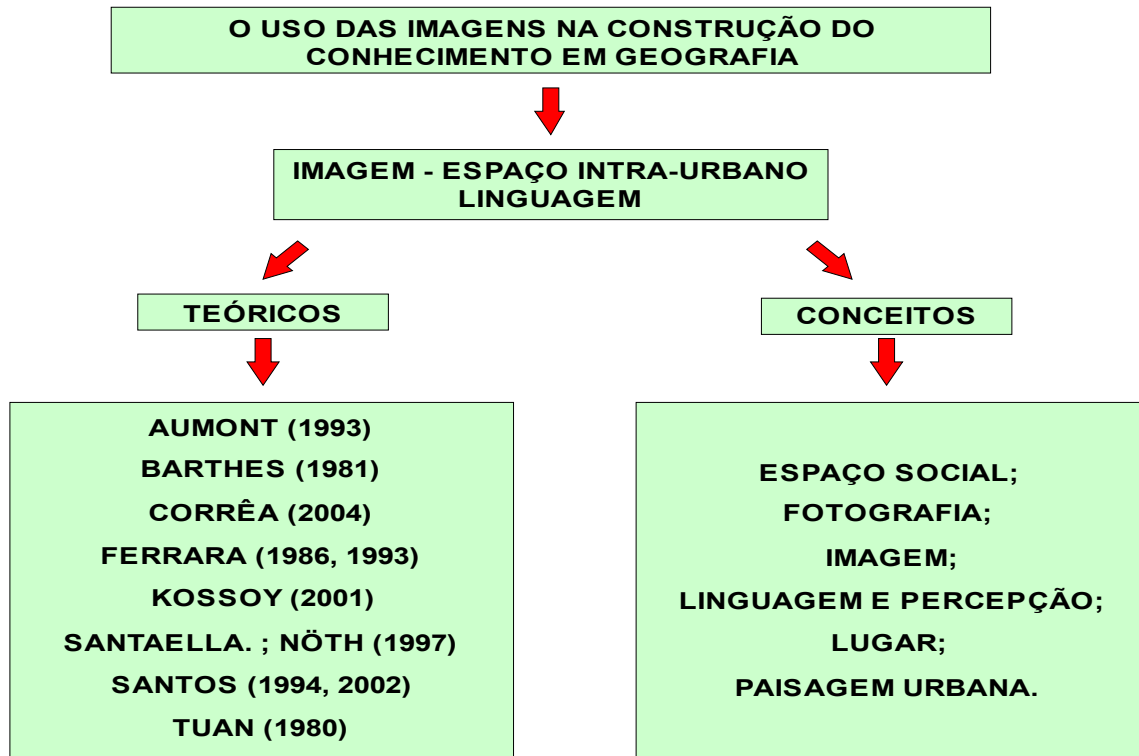 O USO DAS IMAGENS NA CONSTRUÇÃO DO
CONHECIMENTO EM GEOGRAFIA
IMAGEM - ESPAÇO INTRA-URBANO
LINGUAGEM
TEÓRICOS
CONCEITOS
AUMONT (1993)
BARTHES (1981)
CORRÊA (2004)
FERRARA (1986, 1993)
KOSSOY (2001)
SANTAELLA. ; NÖTH (1997)
SANTOS (1994, 2002)
TUAN (1980)
ESPAÇO SOCIAL;
FOTOGRAFIA;
IMAGEM;
LINGUAGEM E PERCEPÇÃO;
LUGAR;
PAISAGEM URBANA.